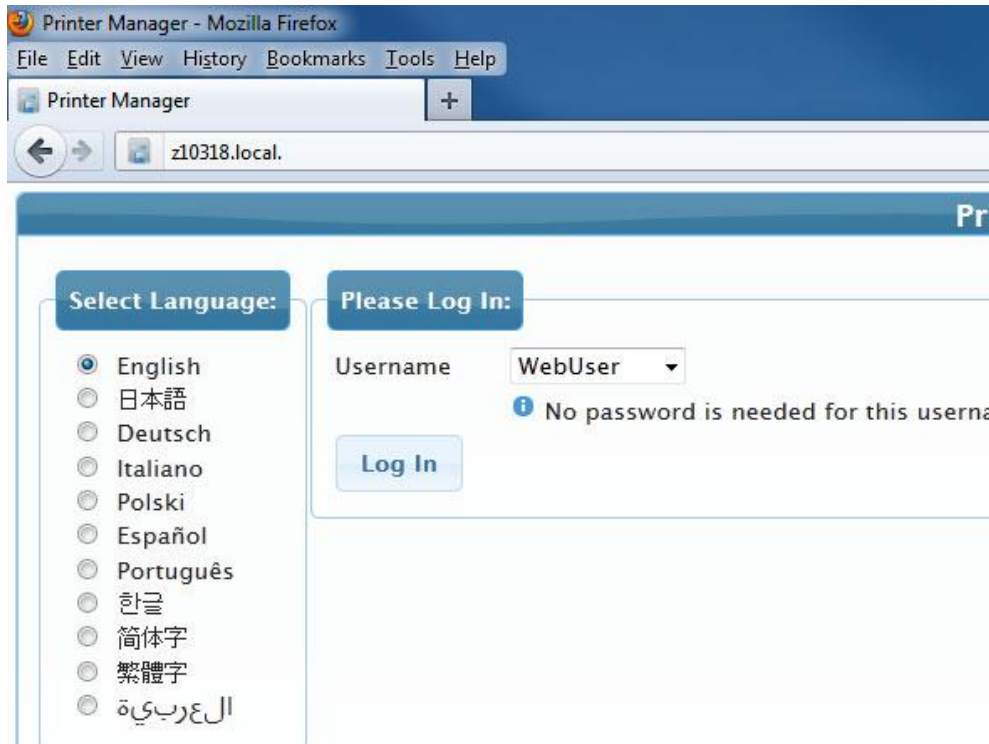 Printer Manager - Mozilla Firefox
File Edit View History Bookmarks Tools Help
Printer Manager +
z10318.local.
Pr
Select Language:
English
日本語
Deutsch
Italiano
Polski
Español
Português
한글
简体字
繁體字
العربية
Please Log In:
Username WebUser
No password is needed for this userna
Log In